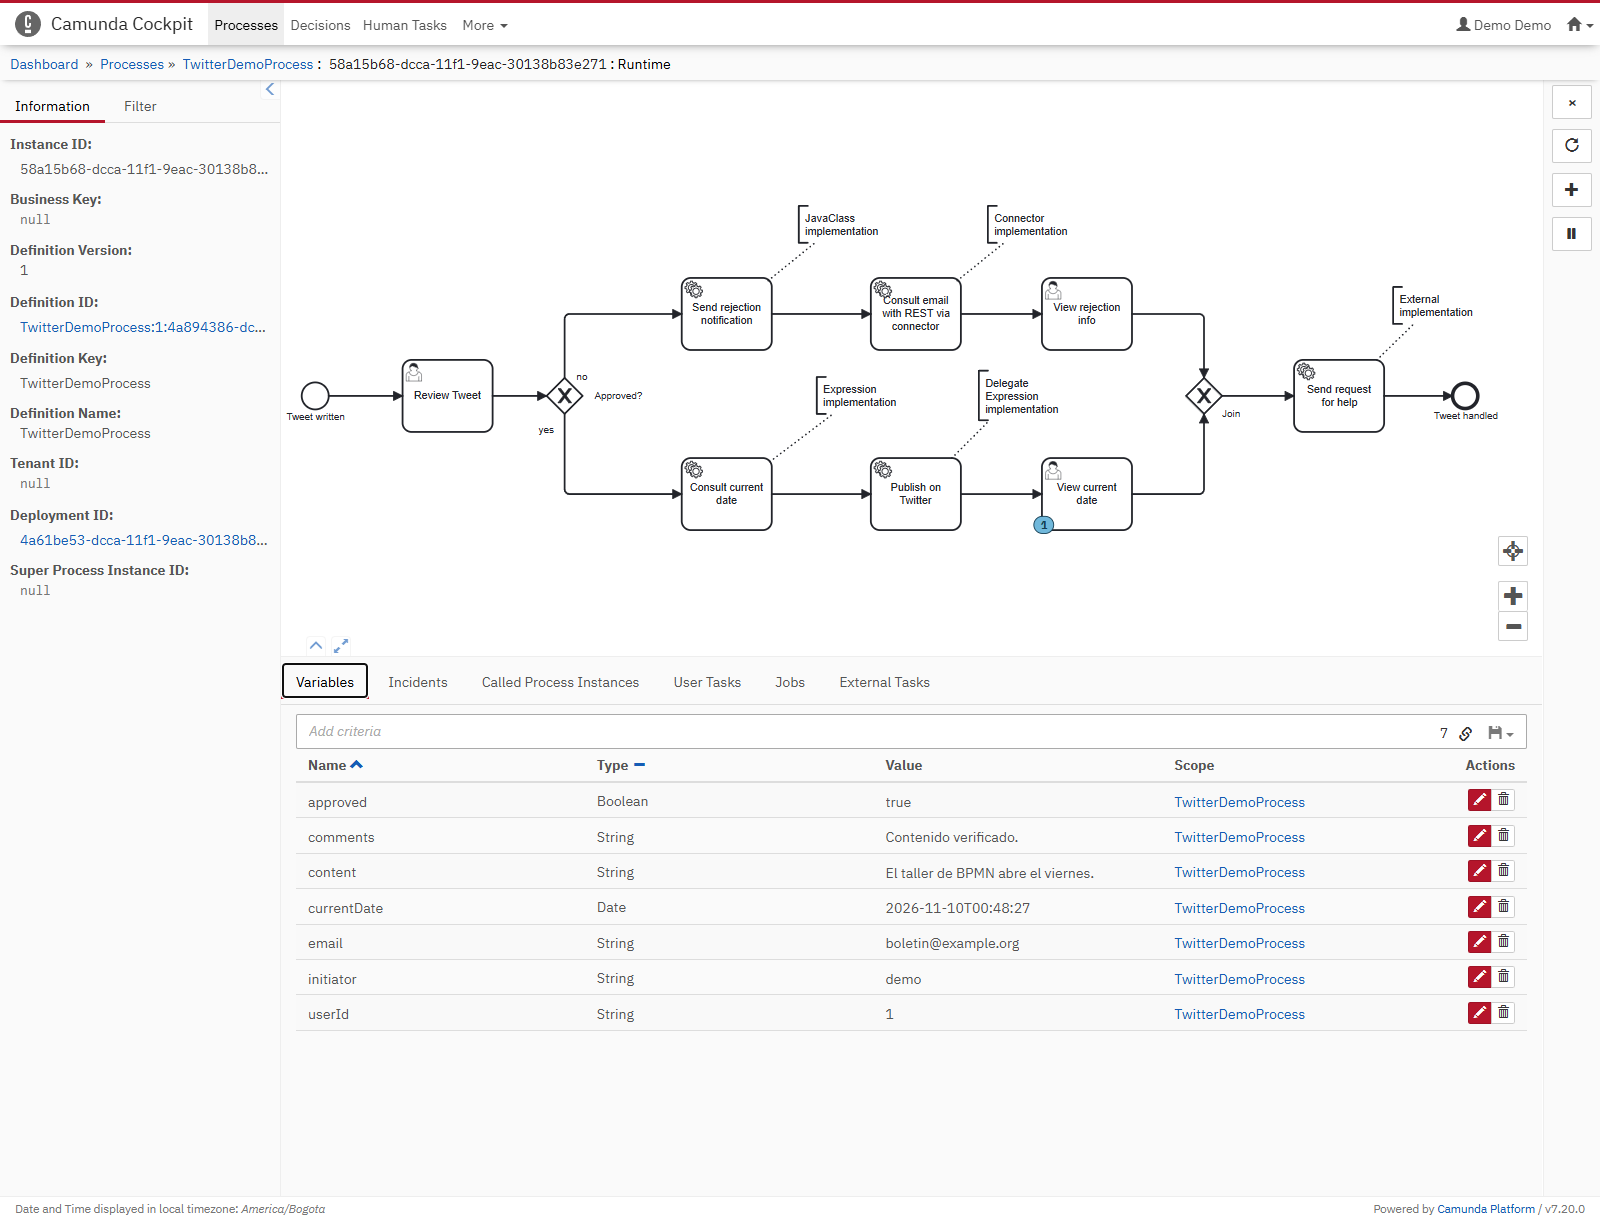 Camunda Cockpit Processes Decisions Human Tasks More Demo Demo
Dashboard » Processes » TwitterDemoProcess : 58a15b68-dcca-11f1-9eac-30138b83e271 : Runtime
Information Filter
Instance ID:
58a15b68-dcca-11f1-9eac-30138b8...
Business Key:
null
Definition Version:
1
Definition ID:
TwitterDemoProcess:1:4a894386-dc...
Definition Key:
TwitterDemoProcess
Definition Name:
TwitterDemoProcess
Tenant ID:
null
Deployment ID:
4a61be53-dcca-11f1-9eac-30138b8...
Super Process Instance ID:
null
JavaClass
implementation
Connector
implementation
Send rejection
notification
Consult email
with REST via
connector
View rejection
info
External
implementation
Tweet written
Review Tweet
no
Approved?
yes
Expression
implementation
Delegate
Expression
implementation
Join
Send request
for help
Tweet handled
Consult current
date
Publish on
Twitter
View current
date
1
Variables Incidents Called Process Instances User Tasks Jobs External Tasks
Add criteria 7
Name Type Value Scope Actions
approved Boolean true TwitterDemoProcess
comments String Contenido verificado. TwitterDemoProcess
content String El taller de BPMN abre el viernes. TwitterDemoProcess
currentDate Date 2026-11-10T00:48:27 TwitterDemoProcess
email String boletin@example.org TwitterDemoProcess
initiator String demo TwitterDemoProcess
userId String 1 TwitterDemoProcess
Date and Time displayed in local timezone: America/Bogota Powered by Camunda Platform / v7.20.0